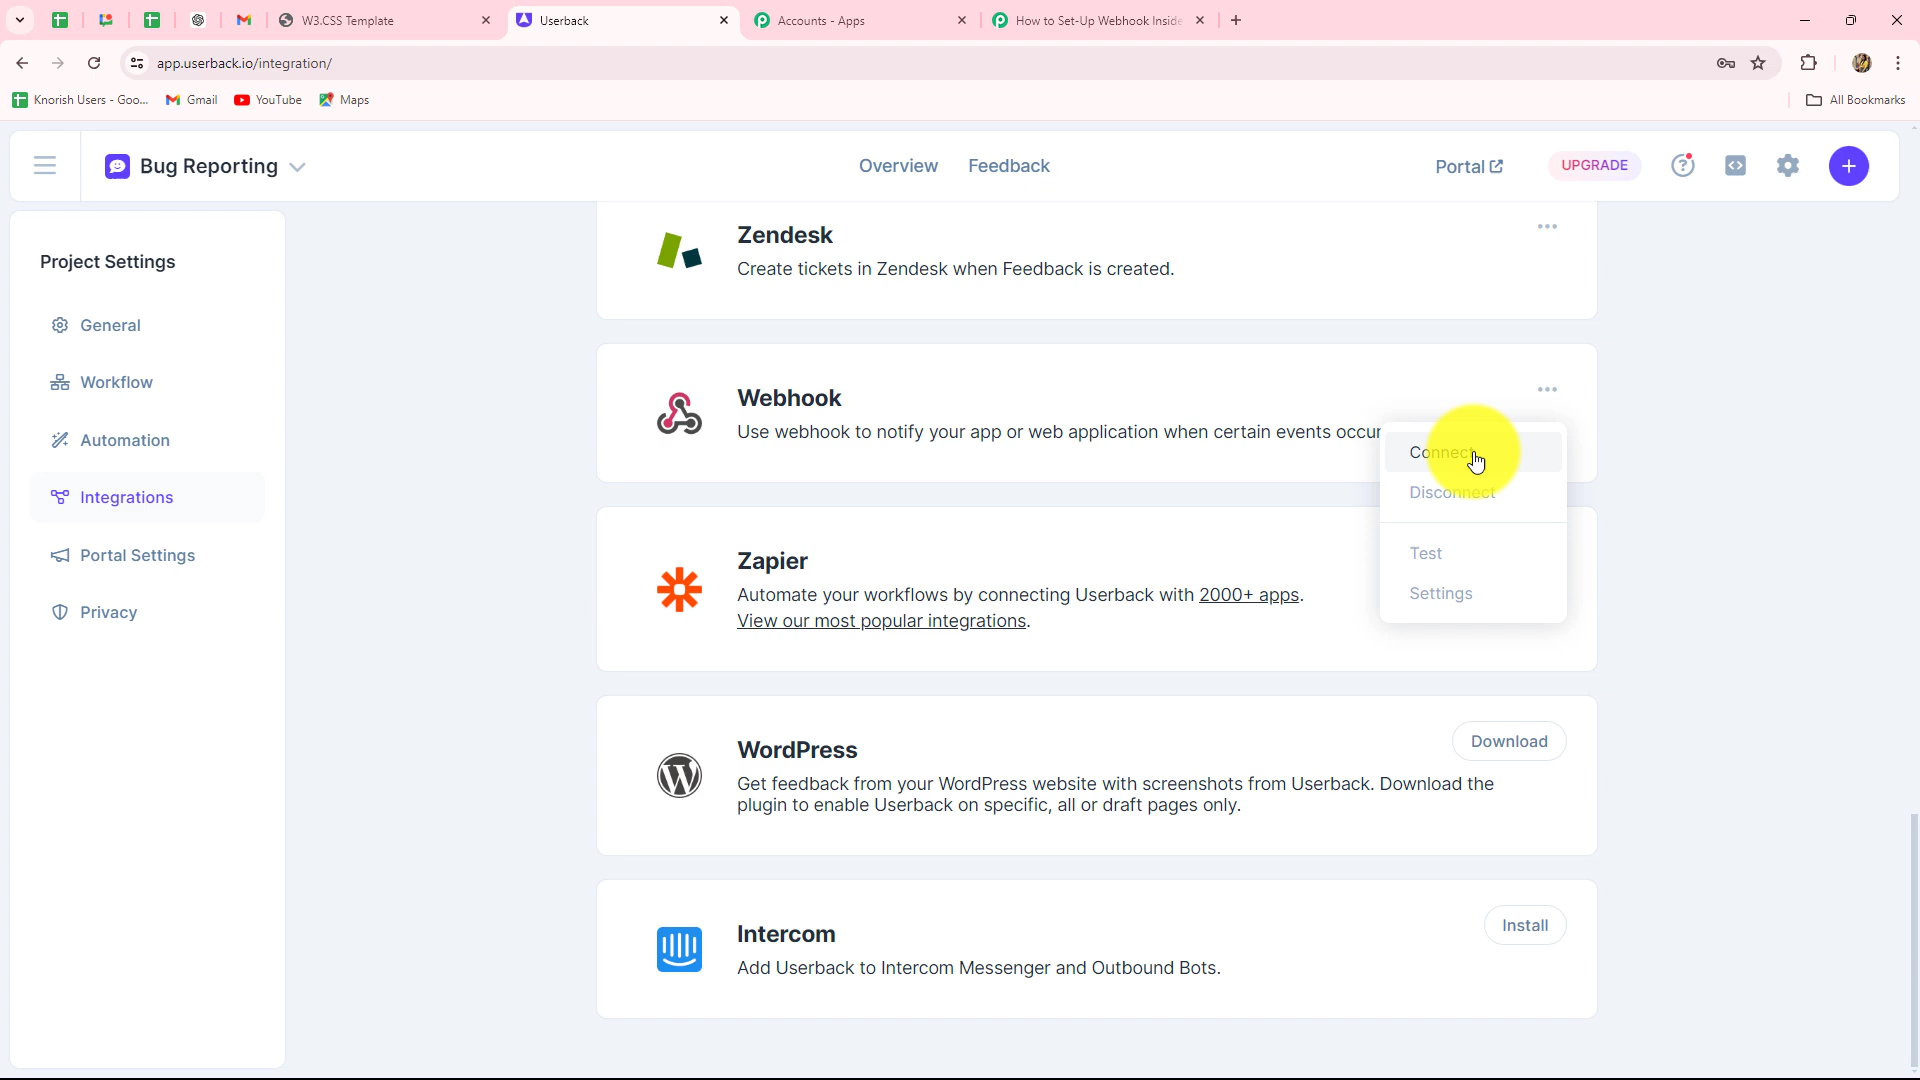 W3.CSS Template
Userback
Accounts - Apps
How to Set-Up Webhook Inside
app.userback.io/integration/
Knorish Users - Goo...
Gmail
YouTube
Maps
All Bookmarks
Bug Reporting
Overview
Feedback
Portal
UPGRADE
Project Settings
General
Workflow
Automation
Integrations
Portal Settings
Privacy
Zendesk
Create tickets in Zendesk when Feedback is created.
Webhook
Use webhook to notify your app or web application when certain events occur
Connect
Disconnect
Test
Settings
Zapier
Automate your workflows by connecting Userback with 2000+ apps.
View our most popular integrations.
WordPress
Download
Get feedback from your WordPress website with screenshots from Userback. Download the
plugin to enable Userback on specific, all or draft pages only.
Intercom
Install
Add Userback to Intercom Messenger and Outbound Bots.